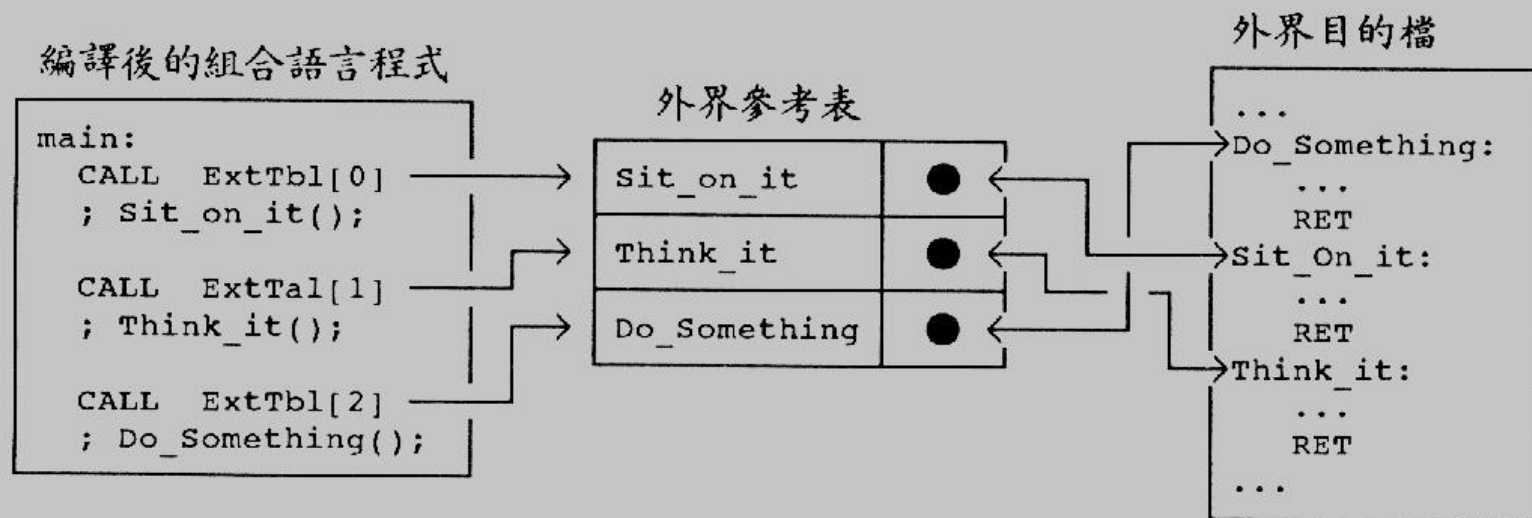 編譯後的組合語言程式
main:
CALL ExtTbl[0]
; Sit_on_it();
CALL ExtTal[1]
; Think_it();
CALL ExtTbl[2]
; Do_Something();
外界參考表
Sit_on_it
Think_it
Do_Something
外界目的檔
...
Do_Something:
...
RET
Sit_On_it:
...
RET
Think_it:
...
RET
...